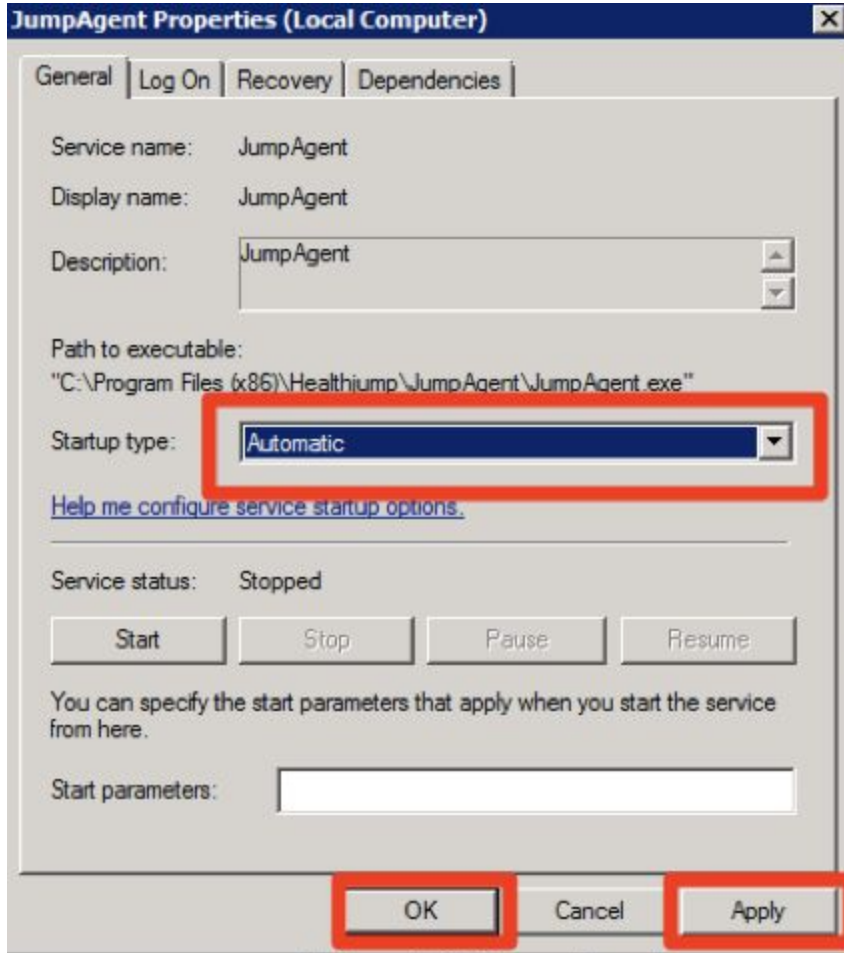 JumpAgent Properties (Local Computer)
General Log On Recovery Dependencies
Service name: JumpAgent
Display name: JumpAgent
Description: JumpAgent
Path to executable:
"C:\Program Files (x86)\Healthjump\JumpAgent\JumpAgent.exe"
Startup type: Automatic
Help me configure service startup options.
Service status: Stopped
Start Stop Pause Resume
You can specify the start parameters that apply when you start the service
from here.
Start parameters:
OK Cancel Apply